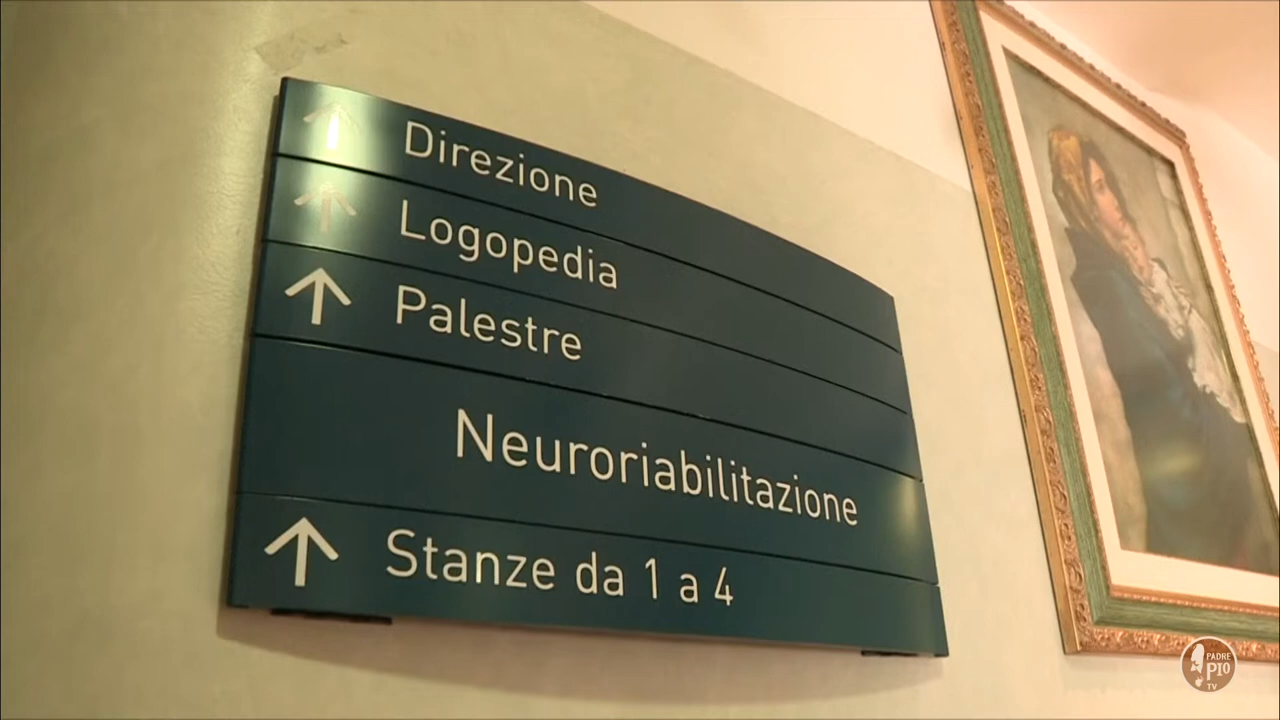 Direzione
Logopedia
Palestre
Neuroriabilitazione
Stanze da 1 a 4
PADRE
PIO
TV